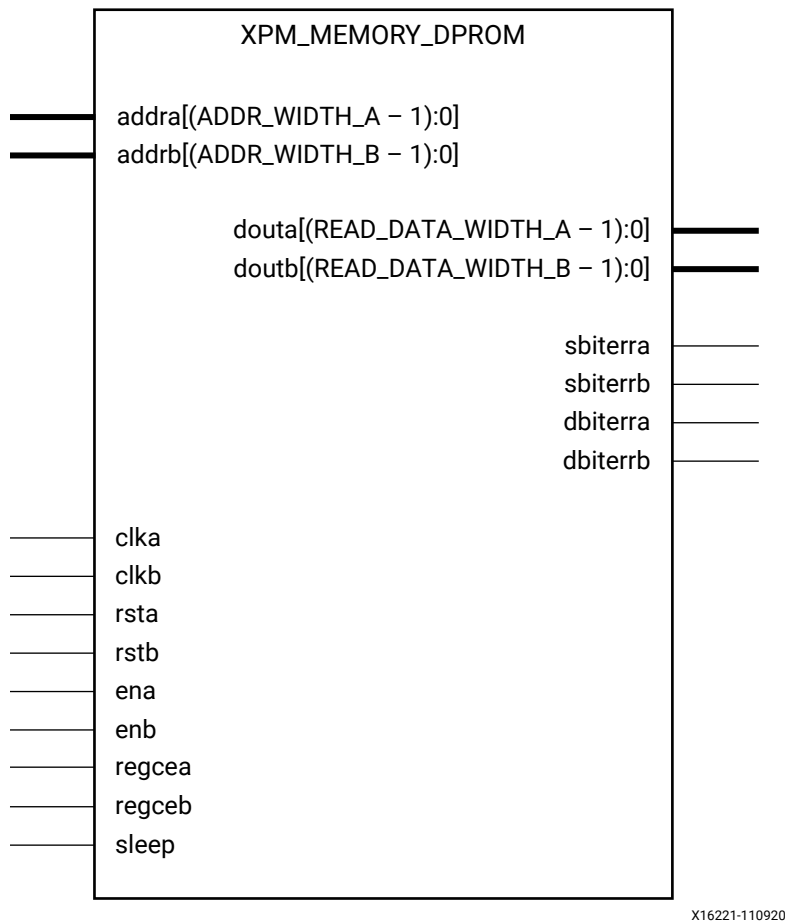 XPM_MEMORY_DPROM
addra[(ADDR_WIDTH_A – 1):0]
addrb[(ADDR_WIDTH_B – 1):0]
douta[(READ_DATA_WIDTH_A – 1):0]
doutb[(READ_DATA_WIDTH_B – 1):0]
sbiterra
sbiterrb
dbiterra
dbiterrb
clka
clkb
rsta
rstb
ena
enb
regcea
regceb
sleep
X16221-110920